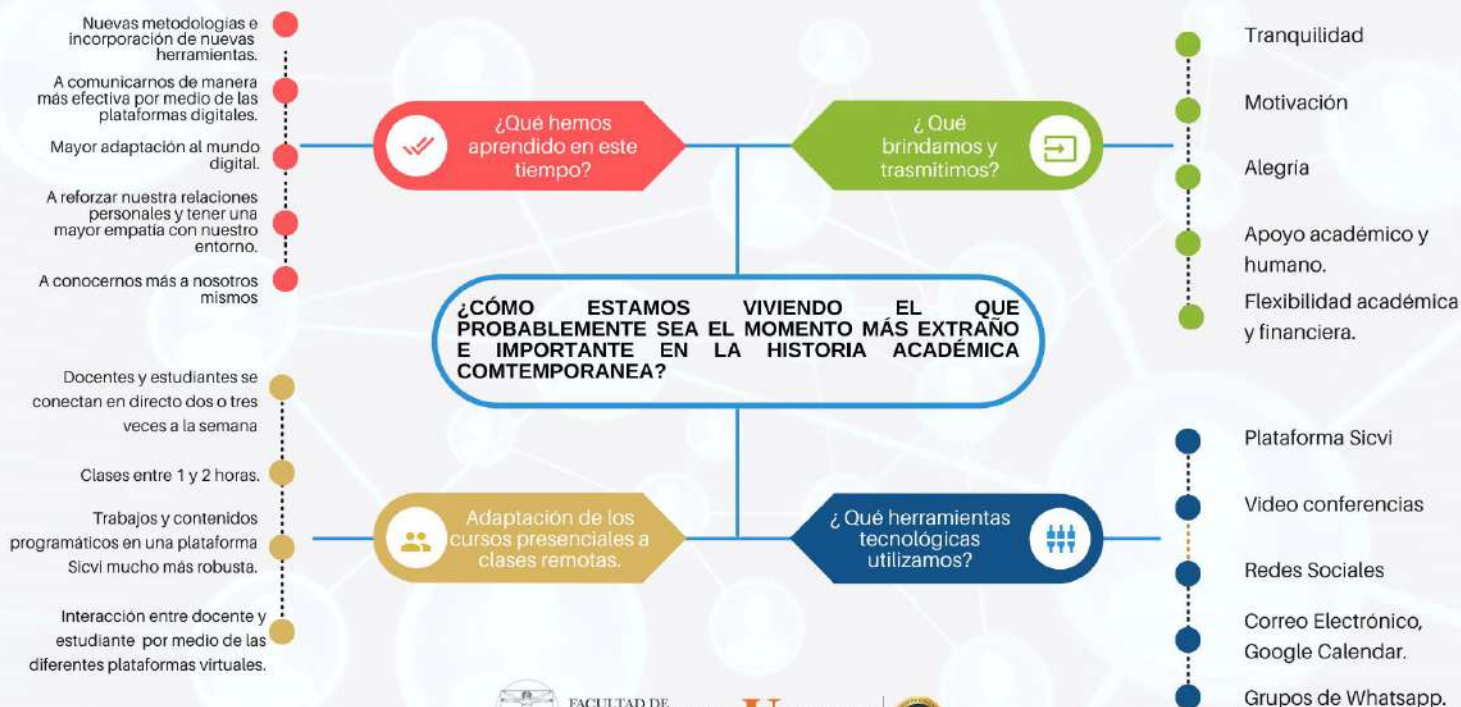 Nuevas metodologías e
incorporación de nuevas
herramientas.
A comunicarnos de manera
más efectiva por medio de las
plataformas digitales.
Mayor adaptación al mundo
digital.
A reforzar nuestra relaciones
personales y tener una
mayor empatía con nuestro
entorno.
A conocernos más a nosotros
mismos
¿Qué hemos
aprendido en este
tiempo?
¿ Qué
brindamos y
trasmitimos?
Tranquilidad
Motivación
Alegría
Apoyo académico y
humano.
Flexibilidad académica
y financiera.
¿CÓMO ESTAMOS VIVIENDO EL QUE
PROBABLEMENTE SEA EL MOMENTO MÁS EXTRAÑO
E IMPORTANTE EN LA HISTORIA ACADÉMICA
COMTEMPORANEA?
Docentes y estudiantes se
conectan en directo dos o tres
veces a la semana
Clases entre 1 y 2 horas.
Trabajos y contenidos
programáticos en una plataforma
Sicvi mucho más robusta.
Interacción entre docente y
estudiante por medio de las
diferentes plataformas virtuales.
Adaptación de los
cursos presenciales a
clases remotas.
¿ Qué herramientas
tecnológicas
utilizamos?
Plataforma Sicvi
Video conferencias
Redes Sociales
Correo Electrónico,
Google Calendar.
Grupos de Whatsapp.
FACULTAD DE